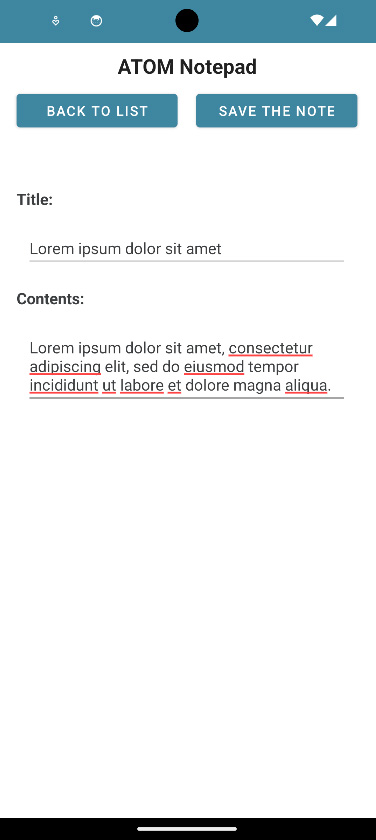 ATOM Notepad
BACK TO LIST
SAVE THE NOTE
Title:
Lorem ipsum dolor sit amet
Contents:
Lorem ipsum dolor sit amet, consectetur
adipiscing elit, sed do eiusmod tempor
incididunt ut labore et dolore magna aliqua.